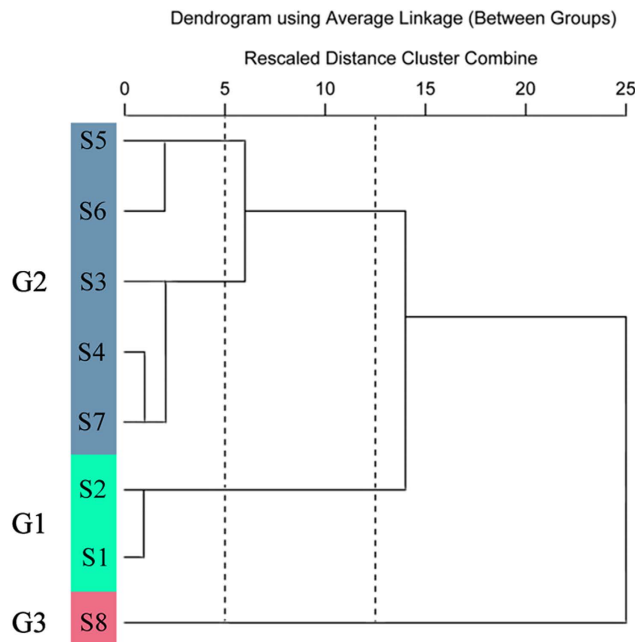 Dendrogram using Average Linkage (Between Groups)
Rescaled Distance Cluster Combine
0 5 10 15 20 25
S5
S6
G2 S3
S4
S7
S2
G1
S1
G3 S8